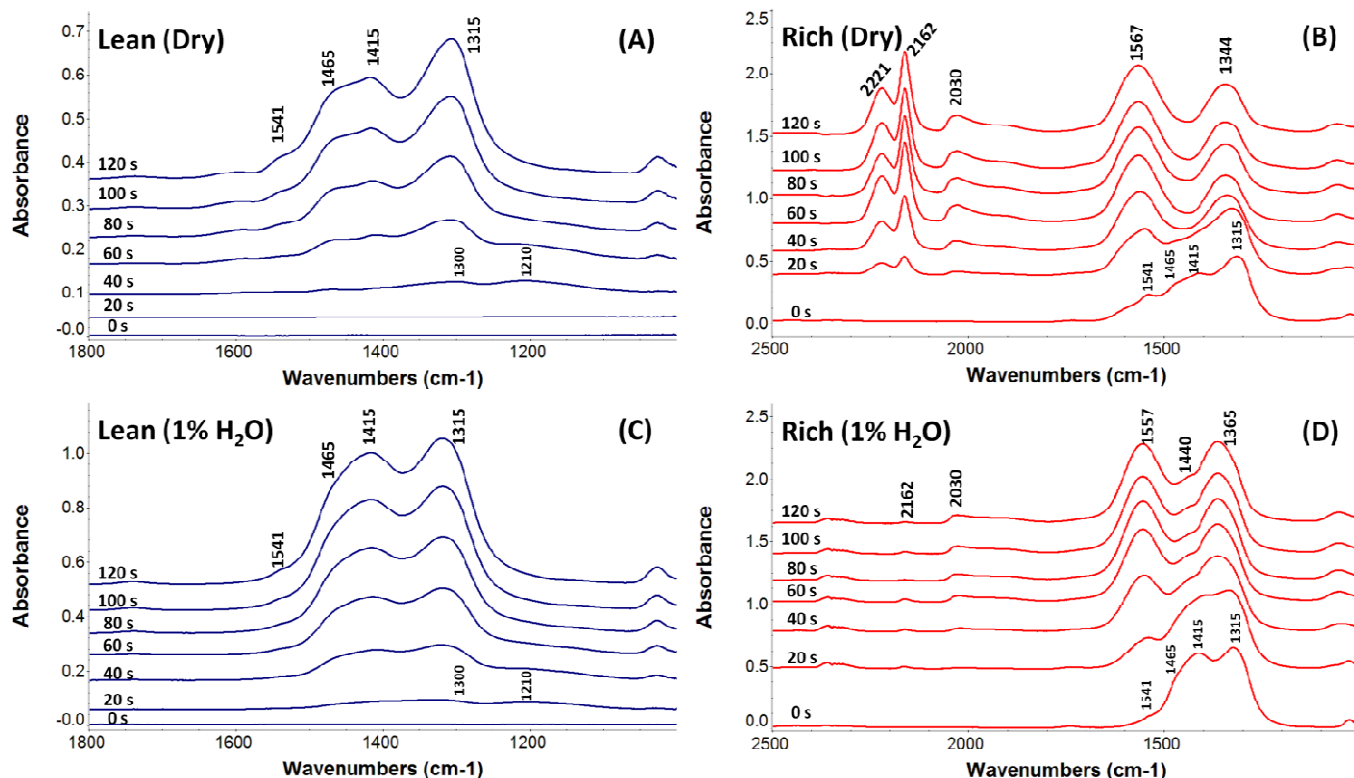 Lean (Dry)
(A)
Absorbance
0.7
0.6
0.5
0.4
0.3
0.2
0.1
-0.0
1541
1465
1415
1315
1300
1210
120 s
100 s
80 s
60 s
40 s
20 s
0 s
1800
1600
1400
1200
Wavenumbers (cm-1)
Rich (Dry)
(B)
Absorbance
2.5
2.0
1.5
1.0
0.5
0.0
2221
2162
2030
1567
1344
1541
1465
1415
1315
120 s
100 s
80 s
60 s
40 s
20 s
0 s
2500
2000
1500
Wavenumbers (cm-1)
Lean (1% H₂O)
(C)
Absorbance
1.0
0.8
0.6
0.4
0.2
-0.0
1541
1465
1415
1315
1300
1210
120 s
100 s
80 s
60 s
40 s
20 s
0 s
1800
1600
1400
1200
Wavenumbers (cm-1)
Rich (1% H₂O)
(D)
Absorbance
2.5
2.0
1.5
1.0
0.5
0.0
2162
2030
1557
1440
1365
1541
1465
1415
1315
120 s
100 s
80 s
60 s
40 s
20 s
0 s
2500
2000
1500
Wavenumbers (cm-1)